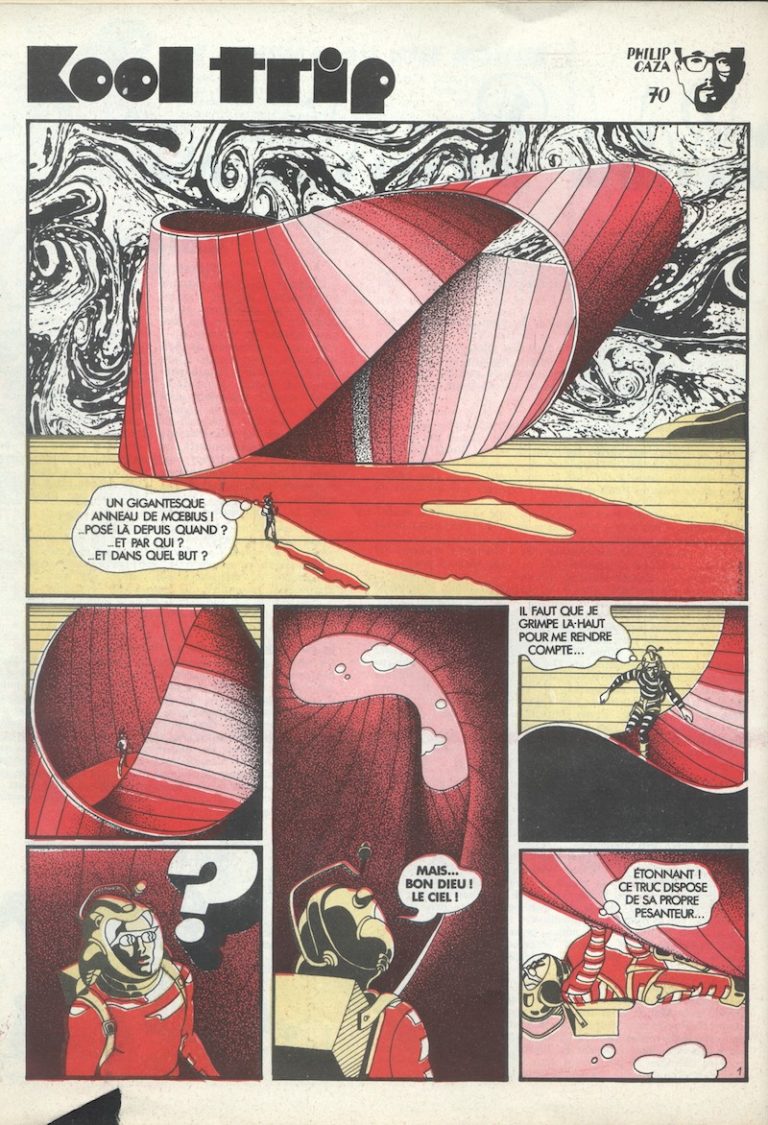 Kool trip
PHILIP
CAZA
70
UN GIGANTESQUE
ANNEAU DE MŒBIUS !
...POSÉ LÀ DEPUIS QUAND ?
...ET PAR QUI ?
...ET DANS QUEL BUT ?
?
MAIS...
BON DIEU !
LE CIEL !
IL FAUT QUE JE
GRIMPE LÀ-HAUT
POUR ME RENDRE
COMPTE...
ÉTONNANT !
CE TRUC DISPOSE
DE SA PROPRE
PESANTEUR...
1